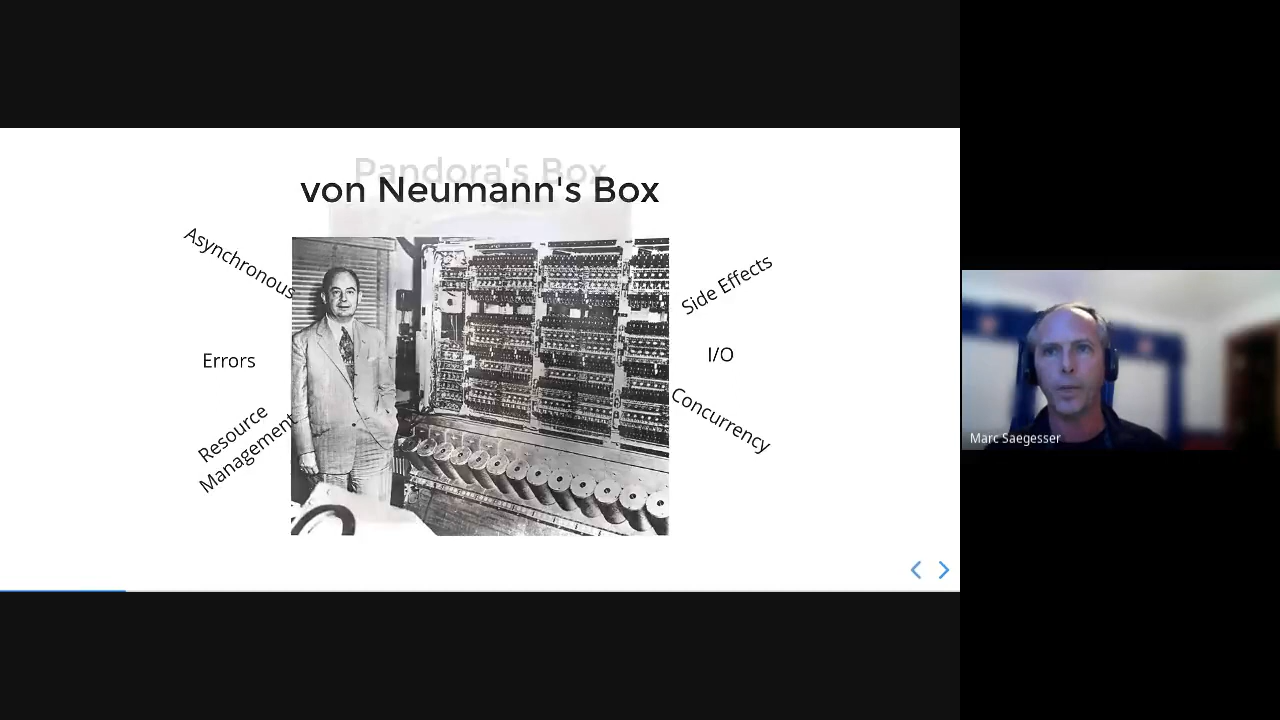 Pandora's Box
von Neumann's Box
Asynchronous
Side Effects
Errors
I/O
Resource
Management
Concurrency
Marc Saegesser